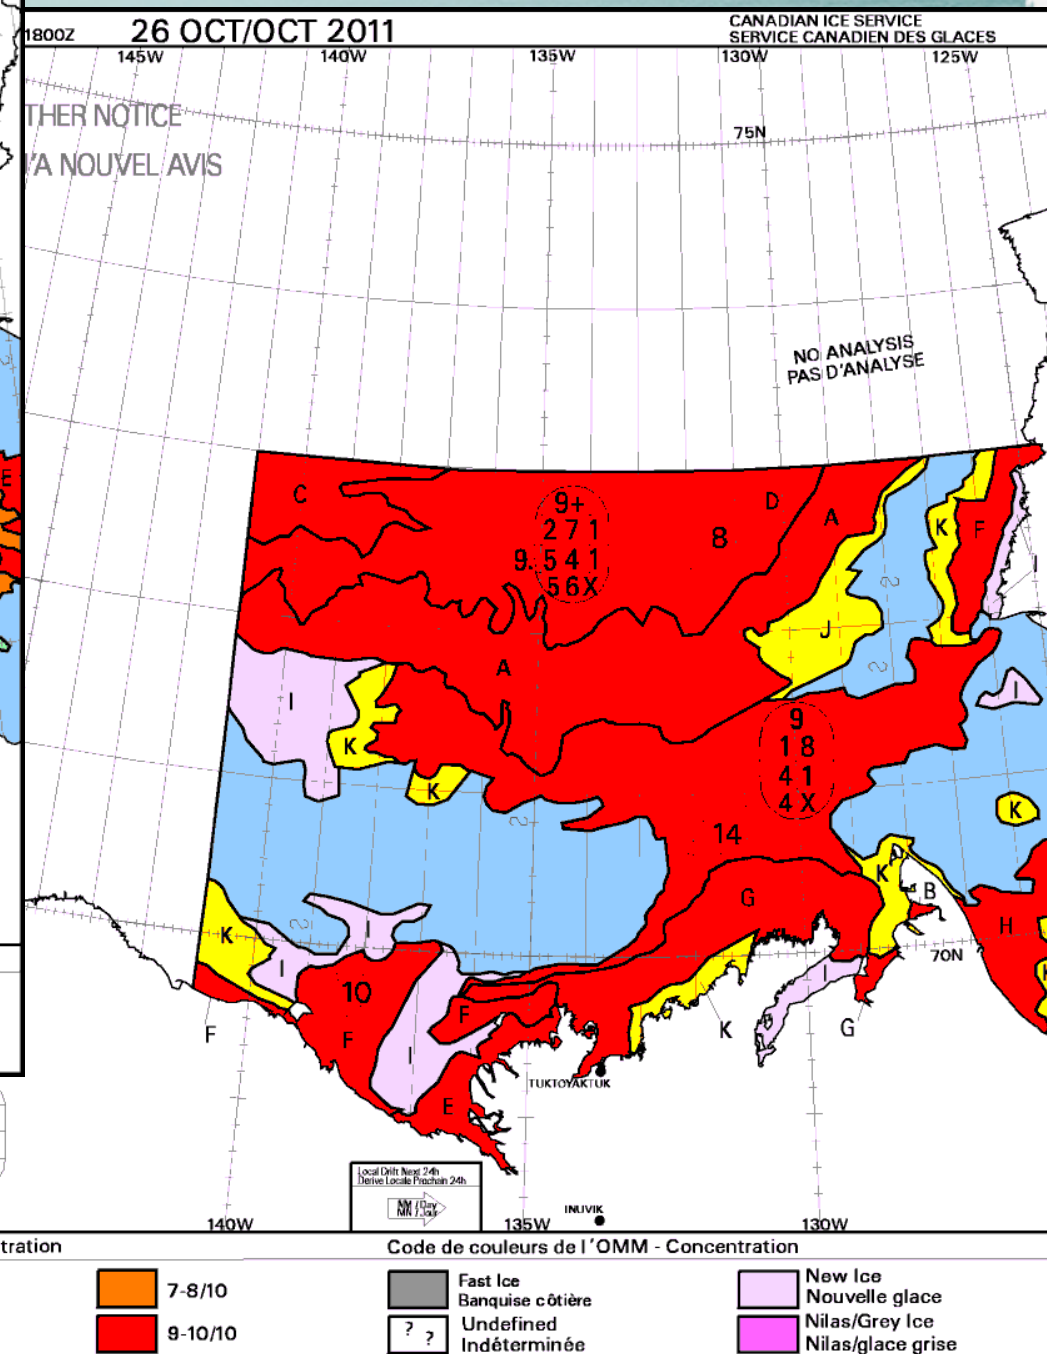 1800Z
26 OCT/OCT 2011
CANADIAN ICE SERVICE
SERVICE CANADIEN DES GLACES
145W
140W
135W
130W
125W
THER NOTICE
75N
'A NOUVEL AVIS
NO ANALYSIS
PAS D'ANALYSE
E
C
D
A
K
F
I
9+
2 7 1
9. 5 4 1
5 6 X
8
J
A
I
I
K
K
K
9
1 8
4 1
4 X
14
K
A
B
G
H
K
K
I
I
70N
10
F
F
F
I
I
K
G
E
TUKTOYAKTUK
Local Drift Next 24h
Derive Locale Prochain 24h
NM / Day
MN / Jour
INUVIK
140W
135W
130W
tration
Code de couleurs de l'OMM - Concentration
7-8/10
9-10/10
Fast Ice
Banquise côtière
? ?
Undefined
Indéterminée
New Ice
Nouvelle glace
Nilas/Grey Ice
Nilas/glace grise